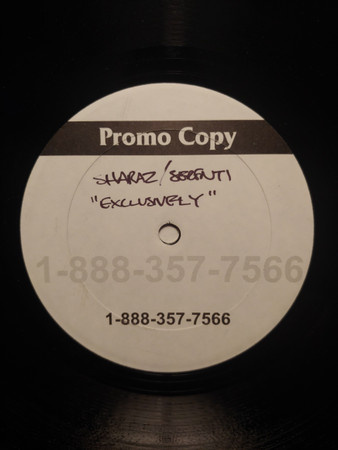 Promo Copy
SHARAZ/SERENTI
"EXCLUSIVELY"
1-888-357-7566
1-888-357-7566